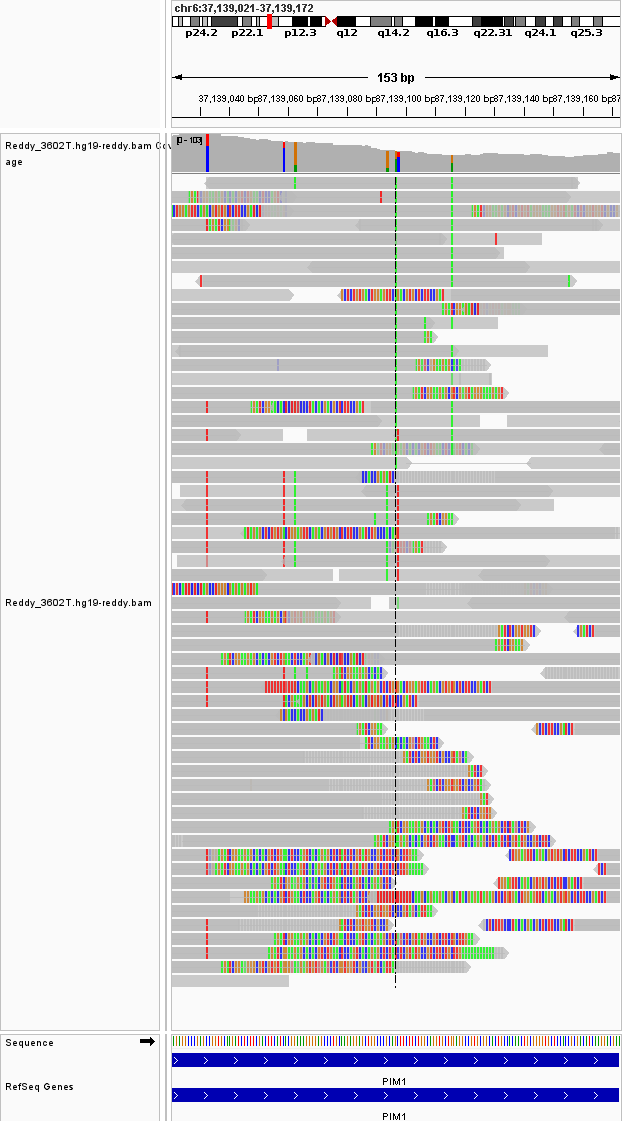 chr6:37,139,021-37,139,172
p24.2 p22.1 p12.3 q12 q14.2 q16.3 q22.31 q24.1 q25.3
153 bp
37,139,040 bp 37,139,060 bp 37,139,080 bp 37,139,100 bp 37,139,120 bp 37,139,140 bp 37,139,160 bp
Reddy_3602T.hg19-reddy.bam Cov
age
[0 - 103]
Reddy_3602T.hg19-reddy.bam
Sequence
PIM1
RefSeq Genes
PIM1